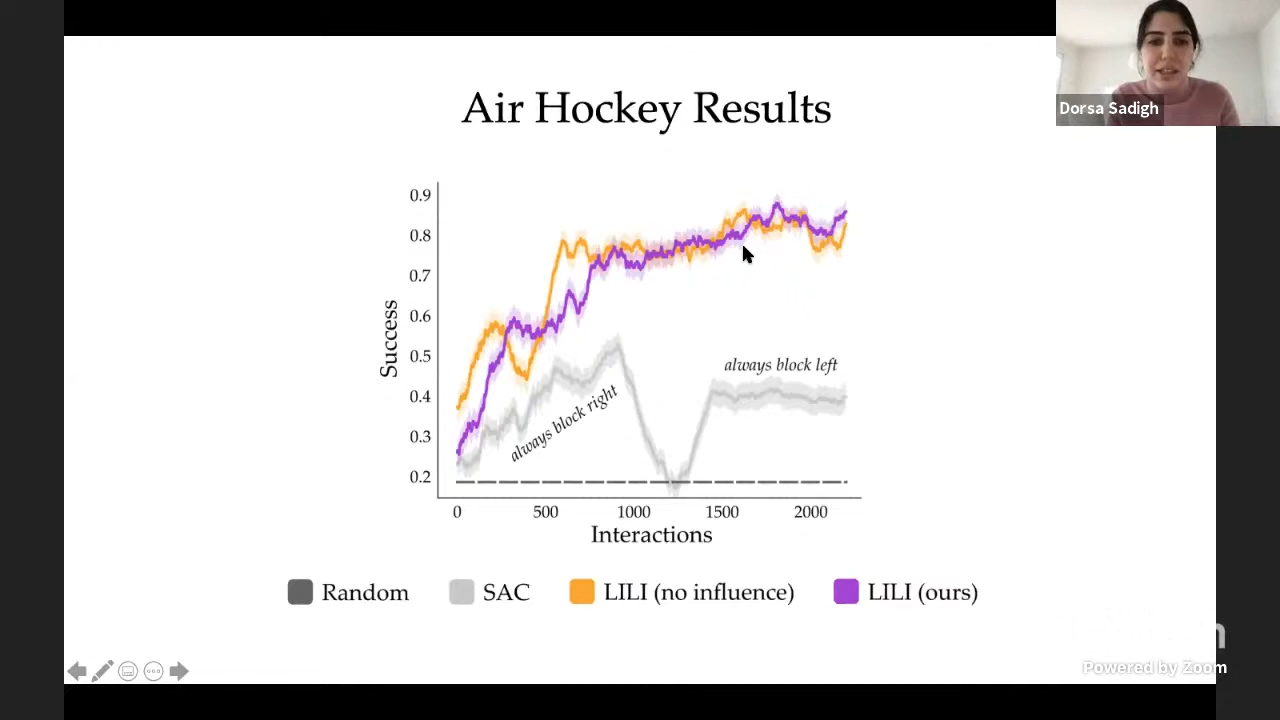 Dorsa Sadigh
Air Hockey Results
0.9
0.8
0.7
0.6
0.5
0.4
0.3
0.2
Success
always block right
always block left
0 500 1000 1500 2000
Interactions
Random SAC LILI (no influence) LILI (ours)
Powered by Zoom